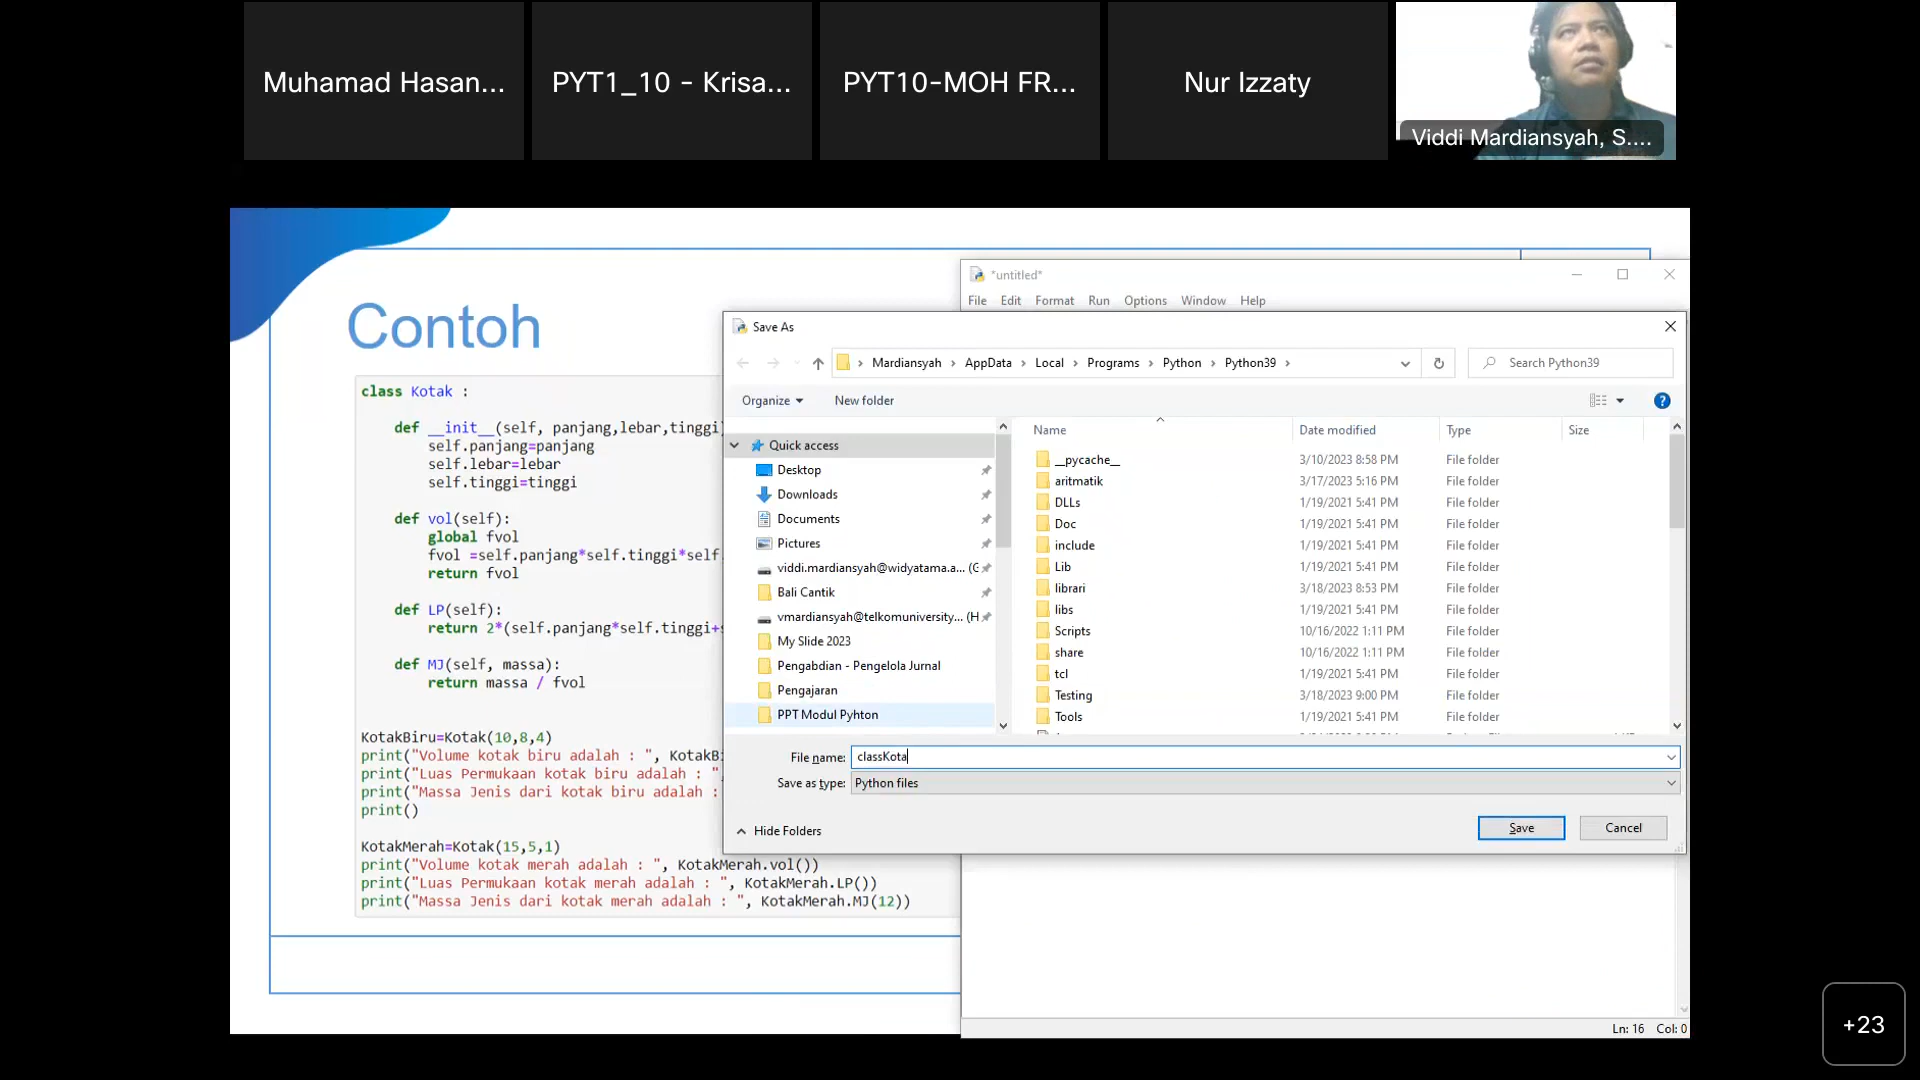 Muhamad Hasan...
PYT1_10 - Krisa...
PYT10-MOH FR...
Nur Izzaty
Viddi Mardiansyah, S....
Contoh
class Kotak :
def __init__(self, panjang,lebar,tinggi)
self.panjang=panjang
self.lebar=lebar
self.tinggi=tinggi
def vol(self):
global fvol
fvol =self.panjang*self.tinggi*self.
return fvol
def LP(self):
return 2*(self.panjang*self.tinggi+s
def MJ(self, massa):
return massa / fvol
KotakBiru=Kotak(10,8,4)
print("Volume kotak biru adalah : ", KotakBi
print("Luas Permukaan kotak biru adalah : "
print("Massa Jenis dari kotak biru adalah :
print()
KotakMerah=Kotak(15,5,1)
print("Volume kotak merah adalah : ", KotakMerah.vol())
print("Luas Permukaan kotak merah adalah : ", KotakMerah.LP())
print("Massa Jenis dari kotak merah adalah : ", KotakMerah.MJ(12))
*untitled*
File Edit Format Run Options Window Help
Save As
Mardiansyah > AppData > Local > Programs > Python > Python39 >
Search Python39
Organize
New folder
Quick access
Desktop
Downloads
Documents
Pictures
viddi.mardiansyah@widyatama.a... (G
Bali Cantik
vmardiansyah@telkomuniversity... (H
My Slide 2023
Pengabdian - Pengelola Jurnal
Pengajaran
PPT Modul Pyhton
Name Date modified Type Size
__pycache__ 3/10/2023 8:58 PM File folder
aritmatik 3/17/2023 5:16 PM File folder
DLLs 1/19/2021 5:41 PM File folder
Doc 1/19/2021 5:41 PM File folder
include 1/19/2021 5:41 PM File folder
Lib 1/19/2021 5:41 PM File folder
librari 3/18/2023 8:53 PM File folder
libs 1/19/2021 5:41 PM File folder
Scripts 10/16/2022 1:11 PM File folder
share 10/16/2022 1:11 PM File folder
tcl 1/19/2021 5:41 PM File folder
Testing 3/18/2023 9:00 PM File folder
Tools 1/19/2021 5:41 PM File folder
File name: classKota
Save as type: Python files
Hide Folders
Save
Cancel
Ln: 16 Col: 0
+23